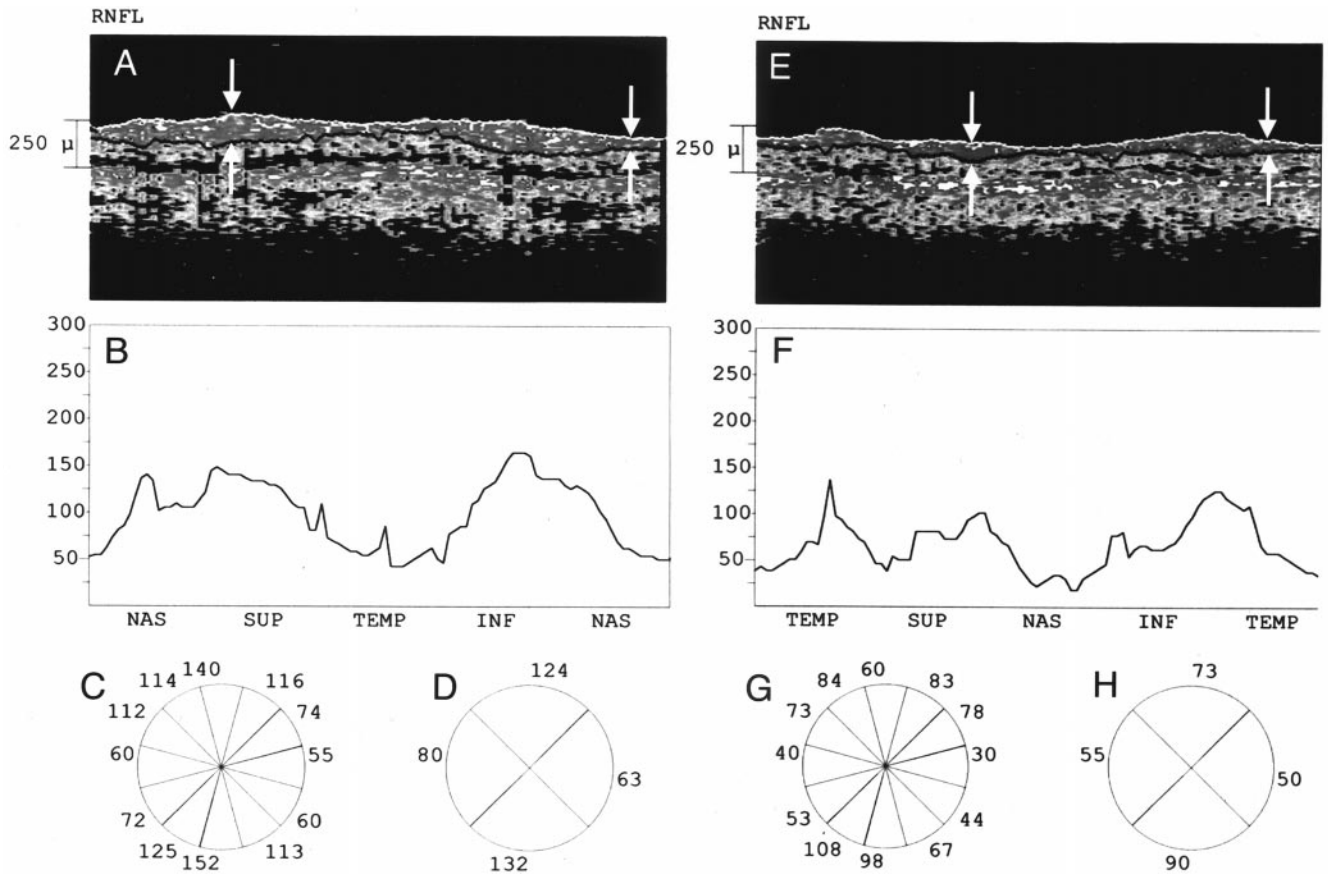 RNFL
A
250 μ
RNFL
E
250 μ
B
300
250
200
150
100
50
NAS SUP TEMP INF NAS
F
300
250
200
150
100
50
TEMP SUP NAS INF TEMP
C
140
114 116
112 74
60 55
72 60
125 113
152
D
124
80 63
132
G
60
84 83
73 78
40 30
53 44
108 67
98
H
73
55 50
90